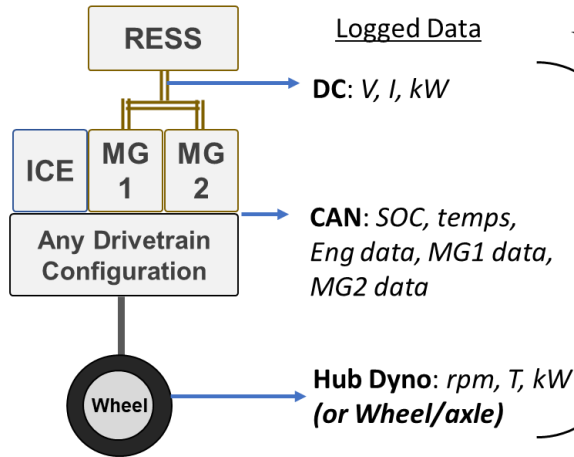 RESS
Logged Data
DC: V, I, kW
ICE
MG
1
MG
2
CAN: SOC, temps,
Eng data, MG1 data,
MG2 data
Any Drivetrain
Configuration
Hub Dyno: rpm, T, kW
(or Wheel/axle)
Wheel